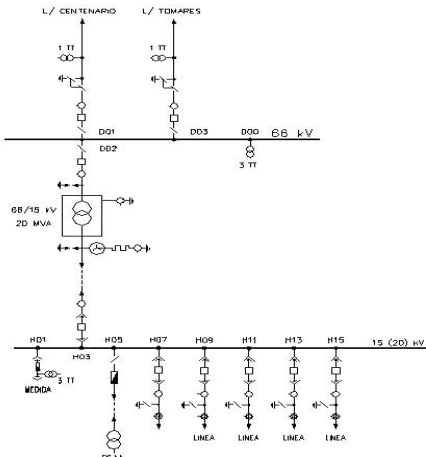 L/ CENTENARIO
L/ TOMARES
1 TT
1 TT
D01
D03
D00
66 kV
D02
3 TT
66/15 kV
20 MVA
H01
H03
H05
H07
H09
H11
H13
H15
15 (20) kV
3 TT
MEDIDA
LINEA
LINEA
LINEA
LINEA